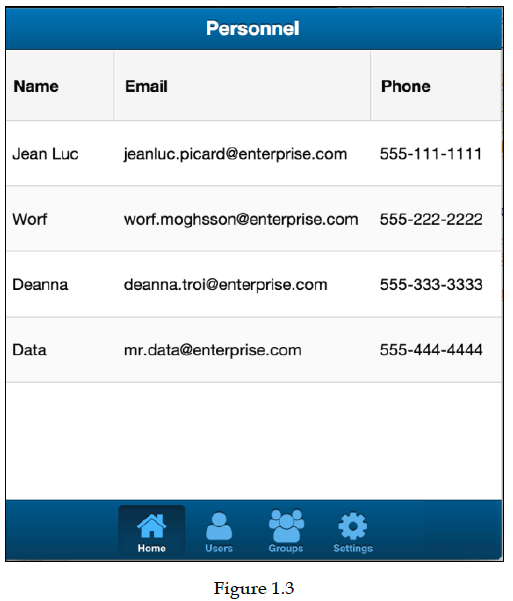 Personnel
Name Email Phone
Jean Luc jeanluc.picard@enterprise.com 555-111-1111
Worf worf.moghsson@enterprise.com 555-222-2222
Deanna deanna.troi@enterprise.com 555-333-3333
Data mr.data@enterprise.com 555-444-4444
Home Users Groups Settings
Figure 1.3